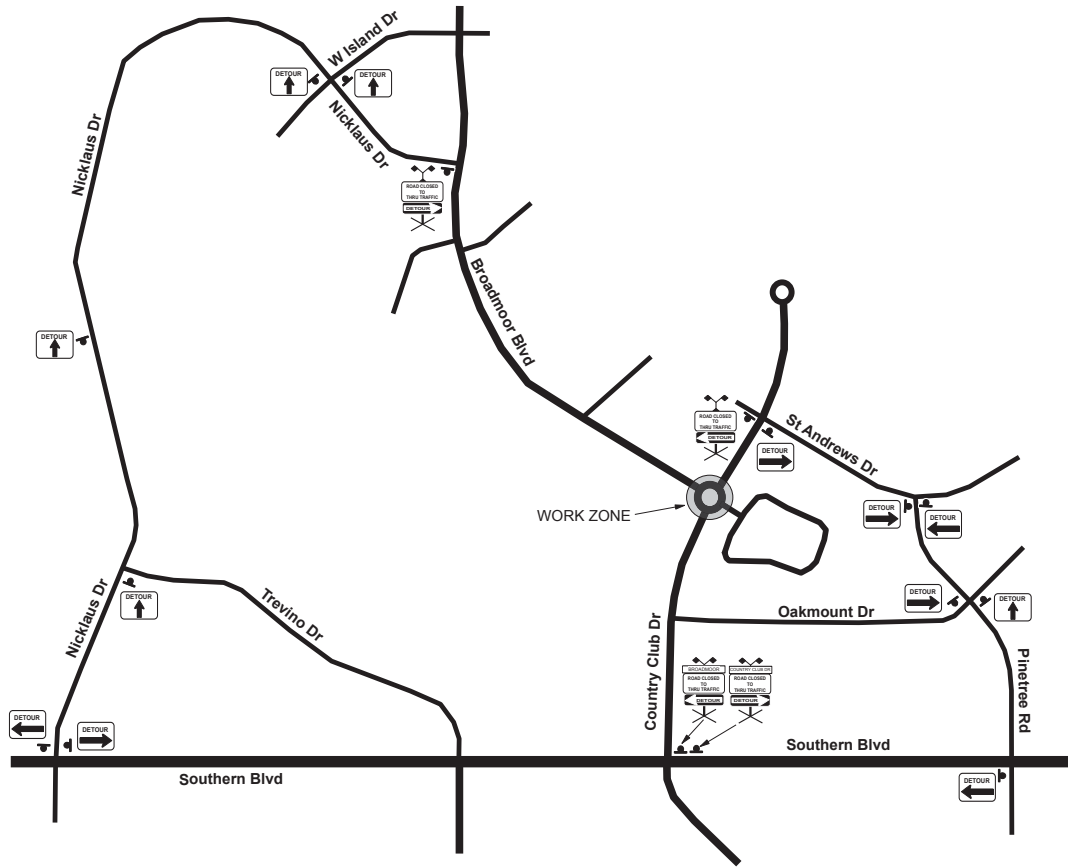 W Island Dr
DETOUR
DETOUR
Nicklaus Dr
Nicklaus Dr
ROAD CLOSED
TO
THRU TRAFFIC
DETOUR
Broadmoor Blvd
DETOUR
ROAD CLOSED
TO
THRU TRAFFIC
DETOUR
St Andrews Dr
DETOUR
WORK ZONE
DETOUR
DETOUR
Nicklaus Dr
DETOUR
Trevino Dr
Oakmount Dr
DETOUR
DETOUR
Country Club Dr
Pinetree Rd
BROADMOOR
ROAD CLOSED
TO
THRU TRAFFIC
DETOUR
COUNTRY CLUB DR
ROAD CLOSED
TO
THRU TRAFFIC
DETOUR
DETOUR
DETOUR
Southern Blvd
Southern Blvd
DETOUR